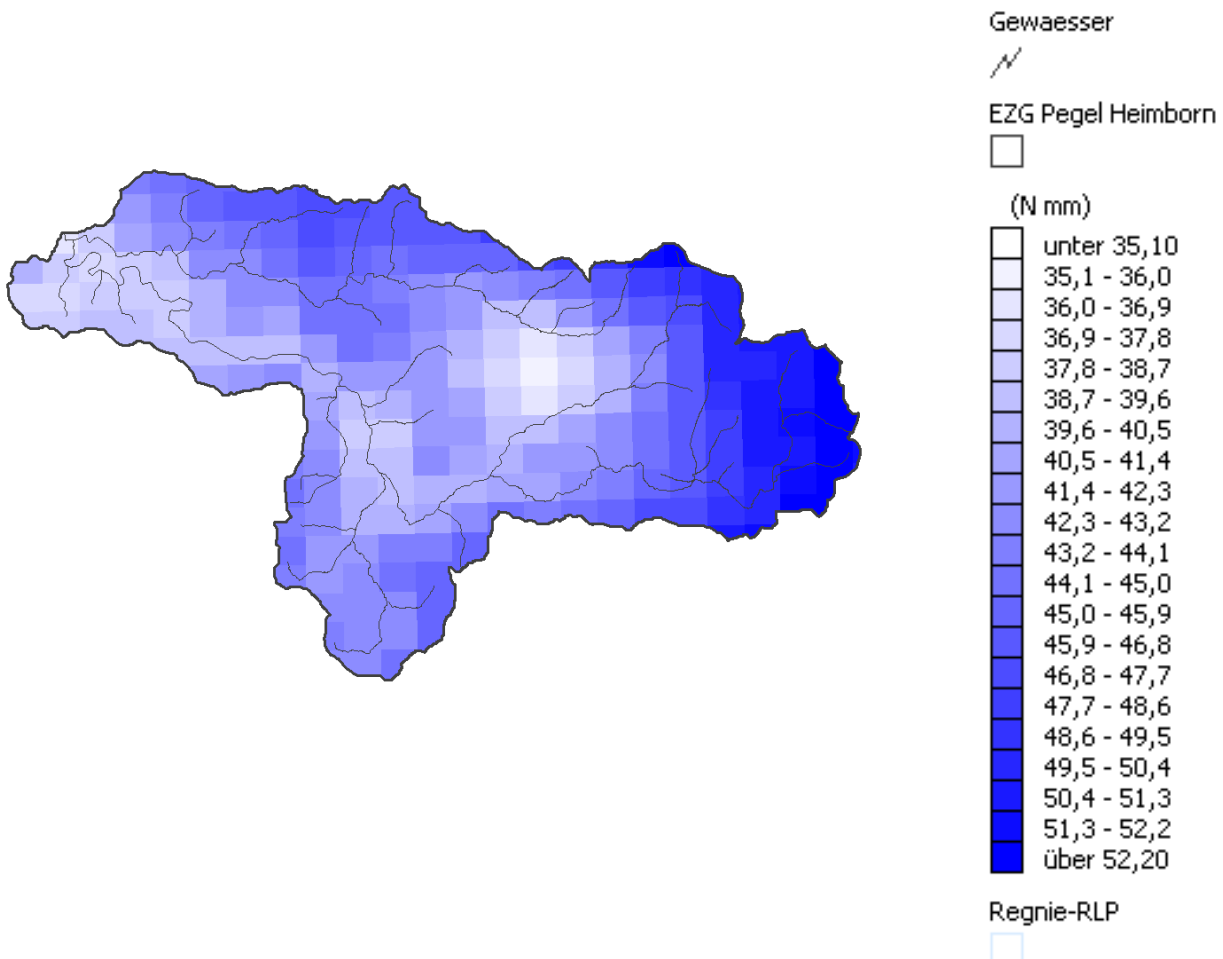 Gewaesser
EZG Pegel Heimborn
(N mm)
unter 35,10
35,1 - 36,0
36,0 - 36,9
36,9 - 37,8
37,8 - 38,7
38,7 - 39,6
39,6 - 40,5
40,5 - 41,4
41,4 - 42,3
42,3 - 43,2
43,2 - 44,1
44,1 - 45,0
45,0 - 45,9
45,9 - 46,8
46,8 - 47,7
47,7 - 48,6
48,6 - 49,5
49,5 - 50,4
50,4 - 51,3
51,3 - 52,2
über 52,20
Regnie-RLP